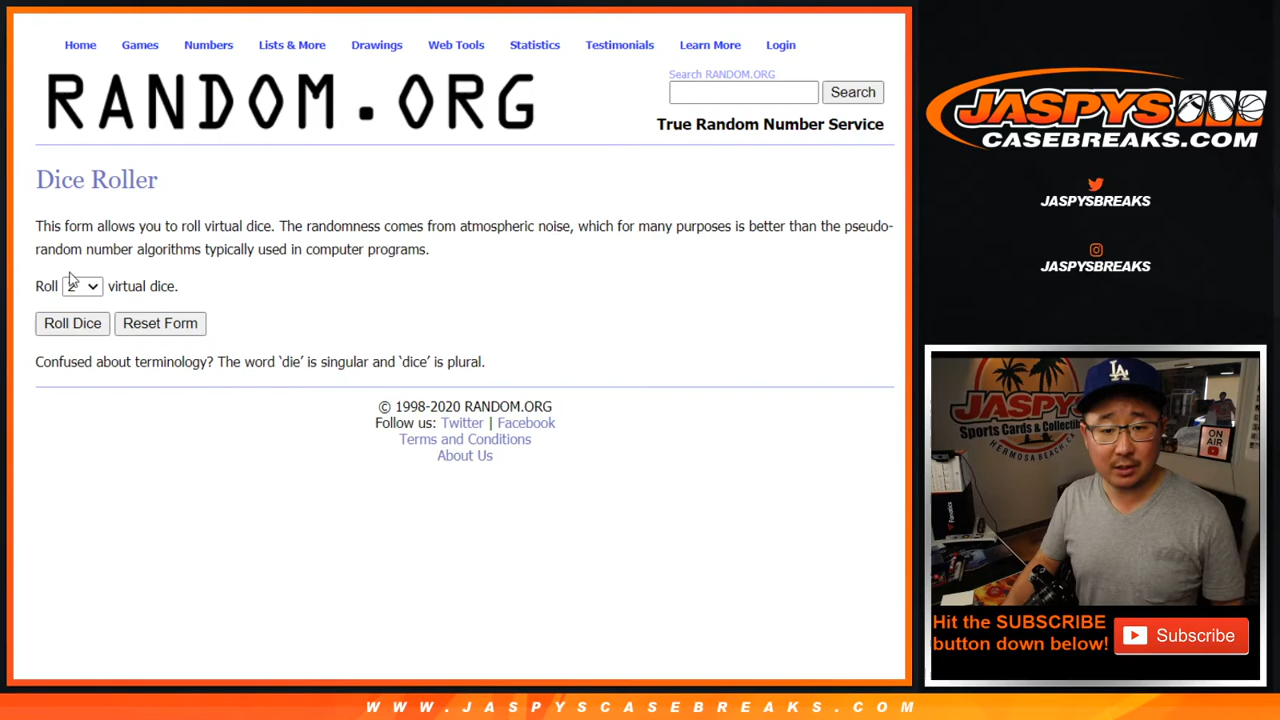 Home Games Numbers Lists & More Drawings Web Tools Statistics Testimonials Learn More Login
RANDOM.ORG
Search RANDOM.ORG
Search
True Random Number Service
Dice Roller
This form allows you to roll virtual dice. The randomness comes from atmospheric noise, which for many purposes is better than the pseudo-
random number algorithms typically used in computer programs.
Roll 2 virtual dice.
Roll Dice Reset Form
Confused about terminology? The word ‘die’ is singular and ‘dice’ is plural.
© 1998-2020 RANDOM.ORG
Follow us: Twitter | Facebook
Terms and Conditions
About Us
JASPYS
CASEBREAKS.COM
JASPYSBREAKS
JASPYSBREAKS
JASPYS
Sports Cards & Collectib
HERMOSA BEACH, CA
LA
ON
AIR
Fanatics
Hit the SUBSCRIBE
button down below!
Subscribe
WWW.JASPYSCASEBREAKS.COM